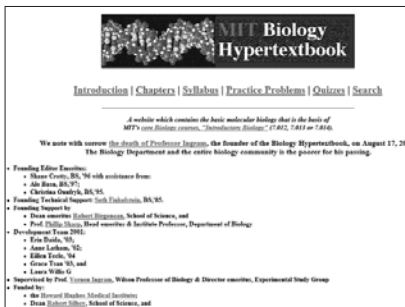 MIT Biology
Hypertextbook
Introduction | Chapters | Syllabus | Practice Problems | Quizzes | Search
A website which contains the basic molecular biology that is the basis of
MIT's core Biology courses, "Introductory Biology" (7.012, 7.013 or 7.014).
We note with sorrow the death of Professor Ingram, the founder of the Biology Hypertextbook, on August 17, 20
The Biology Department and the entire biology community is the poorer for his passing.
Founding Editor Emeritus:
Shane Crotty, BS, '96 with assistance from:
BS,'97;
Christina BS,'95.
Founding Technical Support: Seth Finkelstein, BS,'85.
Founding Support by
Dean emeritus Robert Birgeneau, School of Science, and
Prof. Phillip Sharp, Head emeritus & Institute Professor, Department of Biology
Development Team 2001:
Erin Daida, '03;
Anne Latham, '02;
Eileen '04
Grace Tsan '03; and
Laura Willis G
Supervised by Prof. Vernon Ingram, Wilson Professor of Biology & Director emeritus, Experimental Study Group
Funded by:
the Howard Hughes Medical Institute;
Dean Robert Silbey, School of Science, and